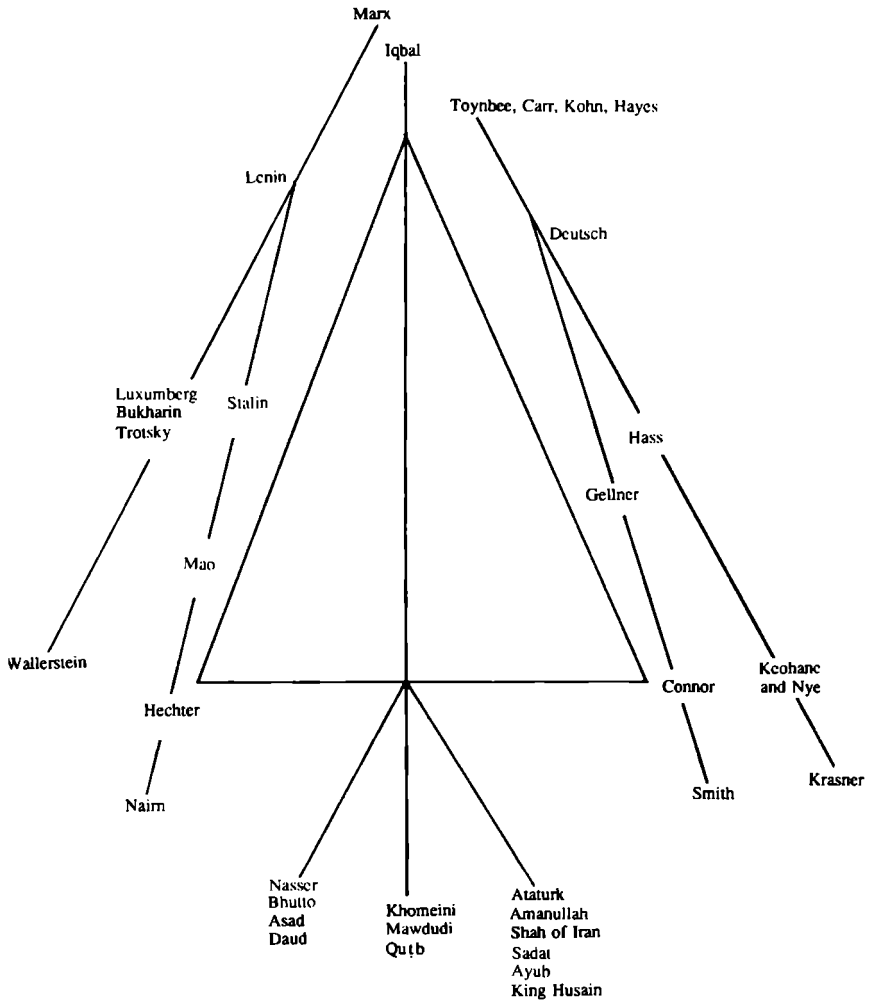 Marx
Iqbal
Toynbee, Carr, Kohn, Hayes
Lenin
Deutsch
Luxumberg
Bukharin
Trotsky
Stalin
Hass
Gellner
Mao
Wallerstein
Hechter
Connor
Keohane
and Nye
Krasner
Nairn
Smith
Nasser
Bhutto
Asad
Daud
Khomeini
Mawdudi
Quṭb
Ataturk
Amanullah
Shah of Iran
Sadat
Ayub
King Husain